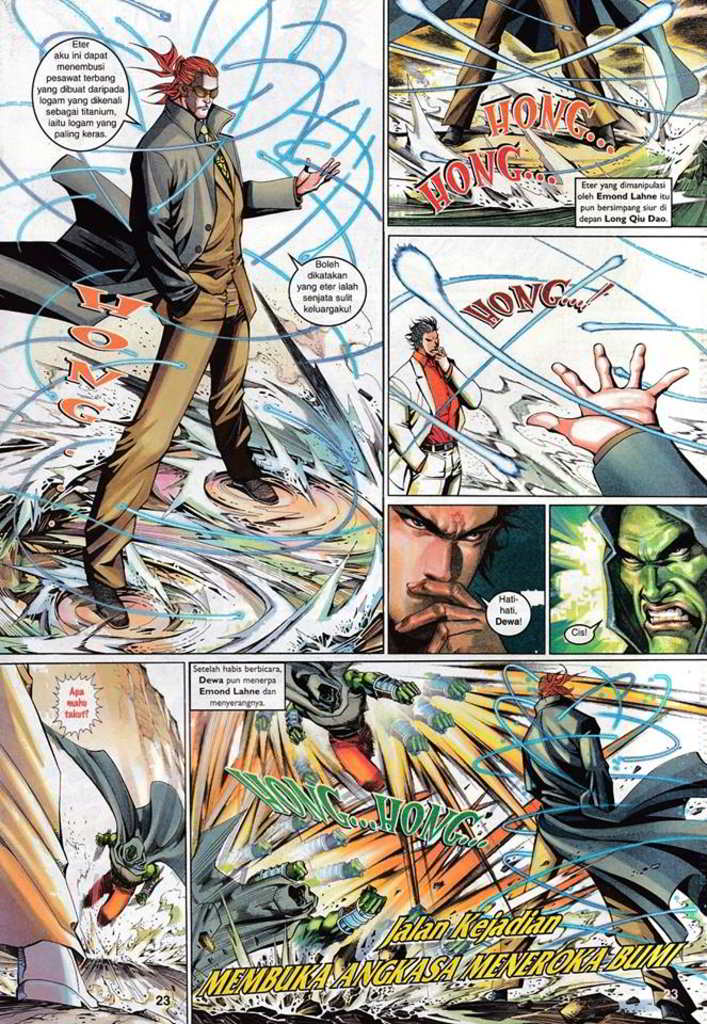 Eter
aku ini dapat
menembusi
pesawat terbang
yang dibuat daripada
logam yang dikenali
sebagai titanium,
iaitu logam yang
paling keras.
Boleh
dikatakan
yang eter ialah
senjata sulit
keluargaku!
HONG
HONG...
HONG...
Eter yang dimanipulasi
oleh Emond Lahne itu
pun bersimpang siur di
depan Long Qiu Dao.
HONG...!
Hati-
hati,
Dewa!
Cis!
Apa
mahu
takut?
23
Setelah habis berbicara,
Dewa pun menerpa
Emond Lahne dan
menyerangnya.
HONG...HONG...
Jalan Kejadian
MEMBUKA ANGKASA MENEROKA BUMI
23